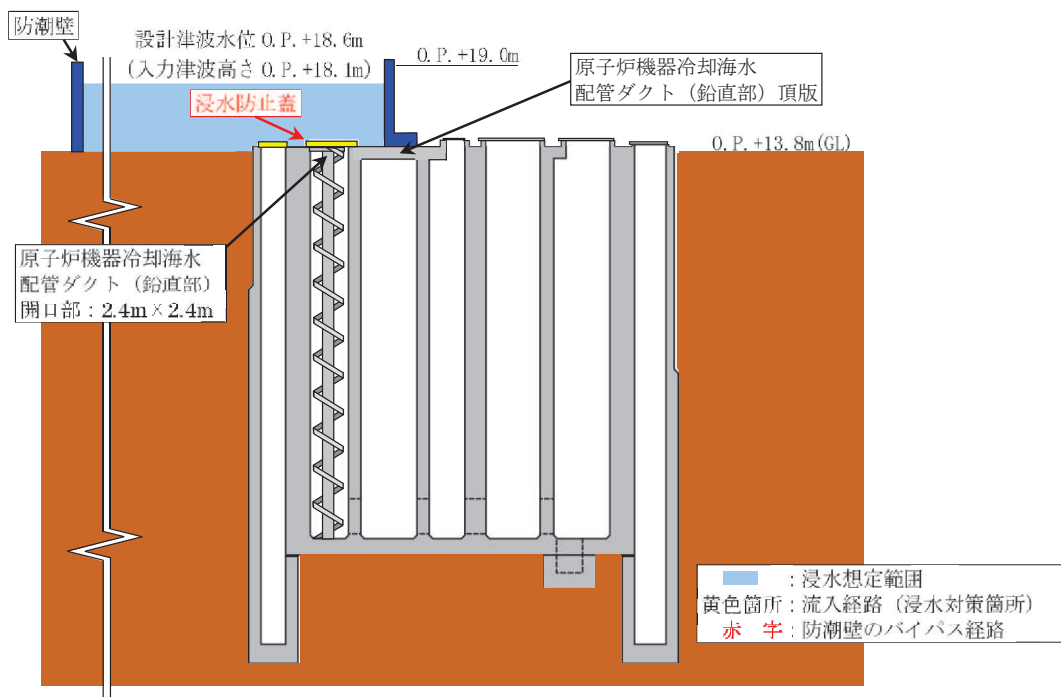 防潮壁
設計津波水位 O.P.+18.6m
(入力津波高さ O.P.+18.1m)
O.P.+19.0m
浸水防止蓋
原子炉機器冷却海水
配管ダクト（鉛直部）頂版
O.P.+13.8m(GL)
原子炉機器冷却海水
配管ダクト（鉛直部）
開口部：2.4m×2.4m
：浸水想定範囲
黄色箇所：流入経路（浸水対策箇所）
赤　字：防潮壁のバイパス経路